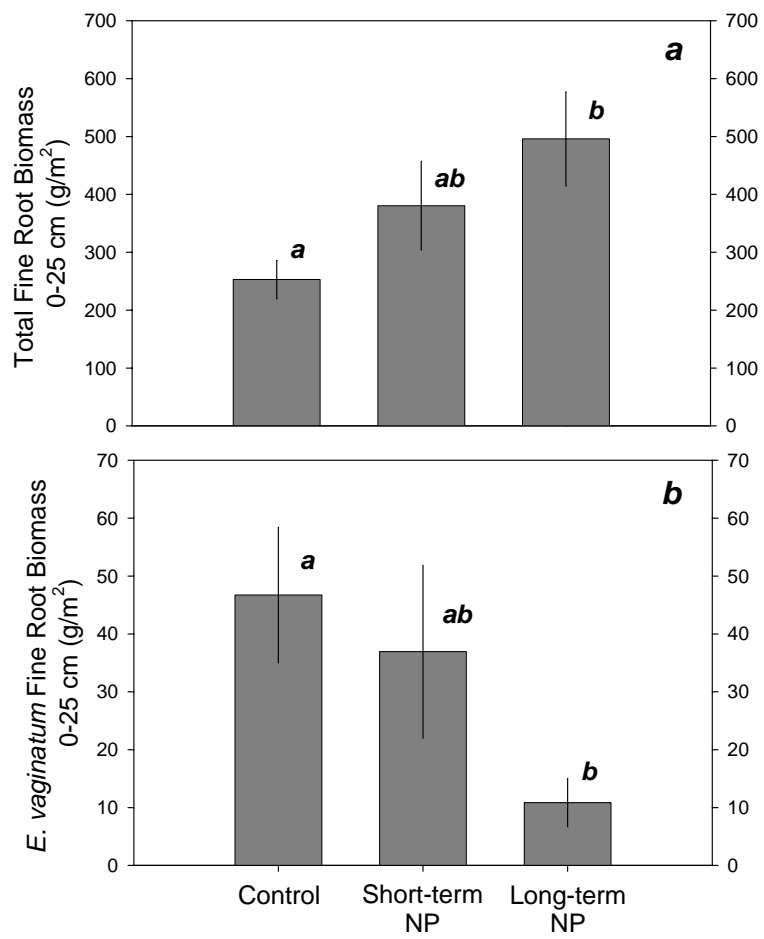 700
600
500
400
300
200
100
0
Total Fine Root Biomass
0-25 cm (g/m²)
a
a
ab
b
700
600
500
400
300
200
100
0
70
60
50
40
30
20
10
0
E. vaginatum Fine Root Biomass
0-25 cm (g/m²)
b
a
ab
b
70
60
50
40
30
20
10
0
Control
Short-term
NP
Long-term
NP